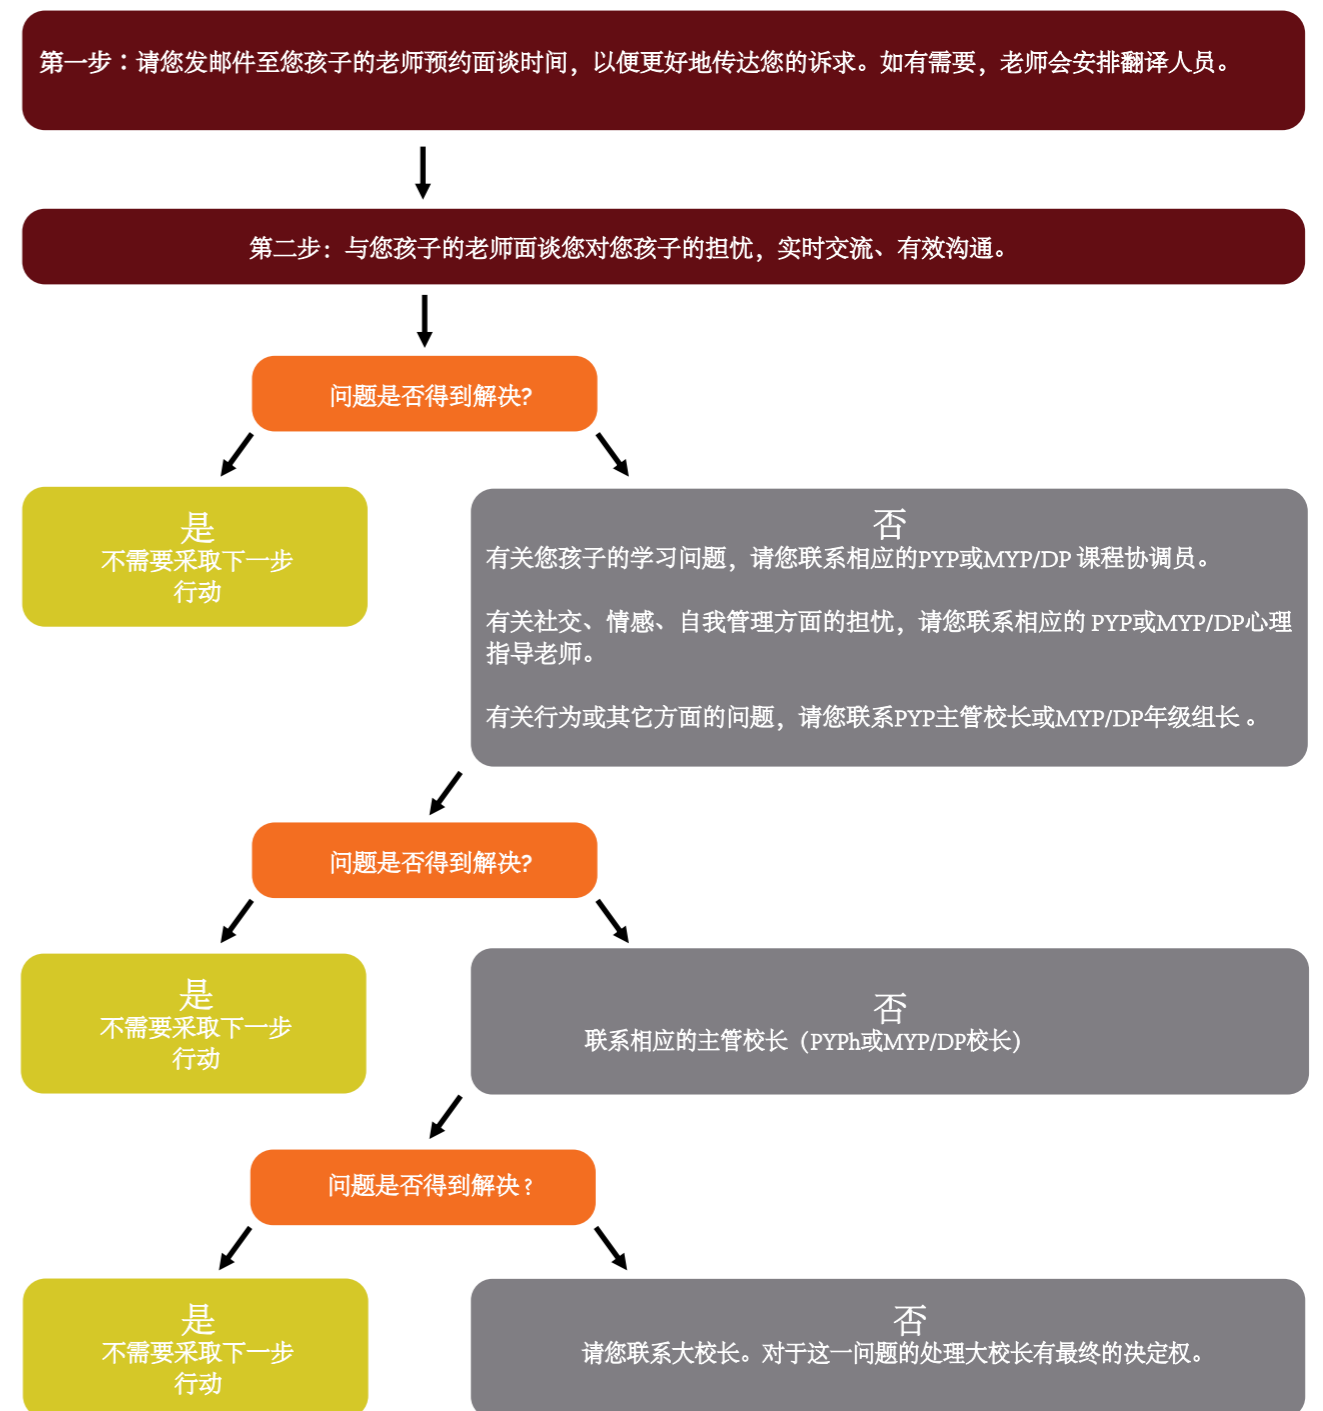 第一步：请您发邮件至您孩子的老师预约面谈时间，以便更好地传达您的诉求。如有需要，老师会安排翻译人员。
第二步：与您孩子的老师面谈您对您孩子的担忧，实时交流、有效沟通。
问题是否得到解决?
是
不需要采取下一步
行动
否
有关您孩子的学习问题，请您联系相应的PYP或MYP/DP 课程协调员。
有关社交、情感、自我管理方面的担忧，请您联系相应的 PYP或MYP/DP心理
指导老师。
有关行为或其它方面的问题，请您联系PYP主管校长或MYP/DP年级组长 。
问题是否得到解决?
是
不需要采取下一步
行动
否
联系相应的主管校长（PYPh或MYP/DP校长）
问题是否得到解决 ?
是
不需要采取下一步
行动
否
请您联系大校长。对于这一问题的处理大校长有最终的决定权。